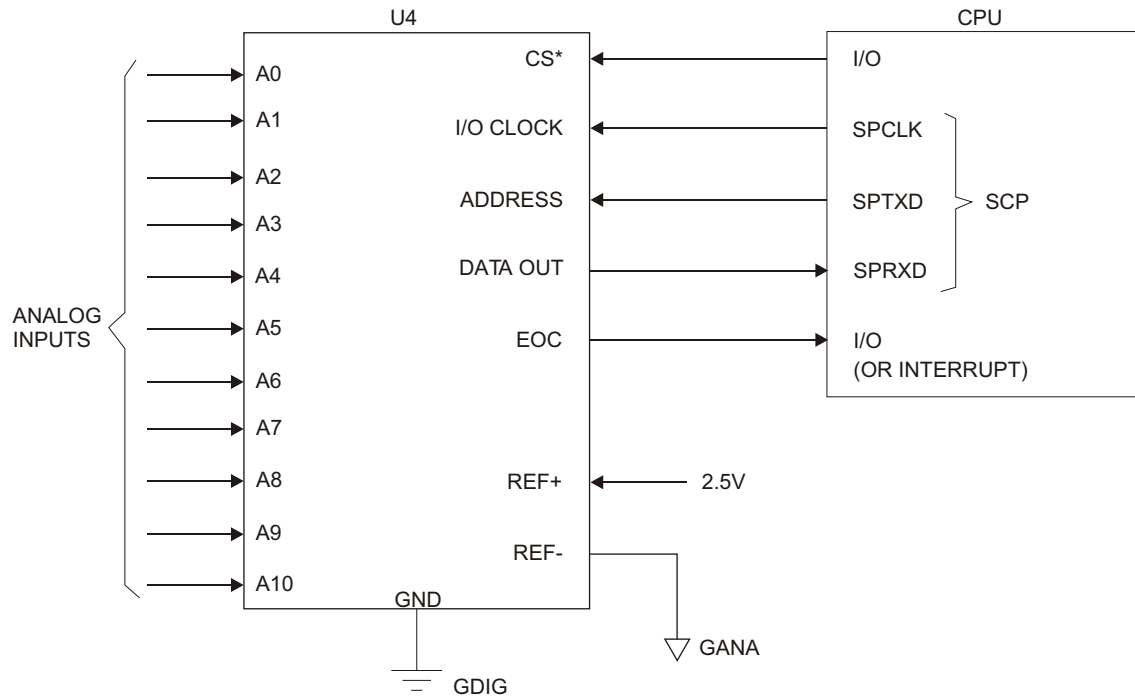 U4
CPU
ANALOG
INPUTS
A0
A1
A2
A3
A4
A5
A6
A7
A8
A9
A10
CS*
I/O CLOCK
ADDRESS
DATA OUT
EOC
REF+
REF-
GND
GDIG
GANA
2.5V
I/O
SPCLK
SPTXD
SPRXD
SCP
I/O
(OR INTERRUPT)